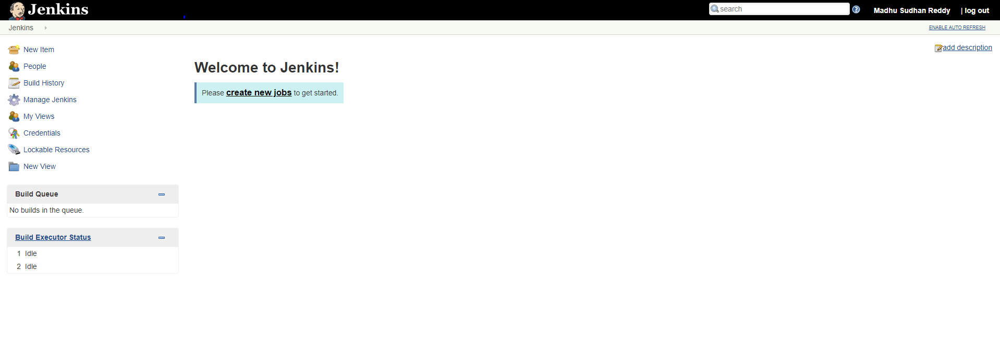 Jenkins
search
Madhu Sudhan Reddy
| log out
Jenkins
ENABLE AUTO REFRESH
New Item
People
Build History
Manage Jenkins
My Views
Credentials
Lockable Resources
New View
add description
Welcome to Jenkins!
Please create new jobs to get started.
Build Queue
No builds in the queue.
Build Executor Status
1 Idle
2 Idle